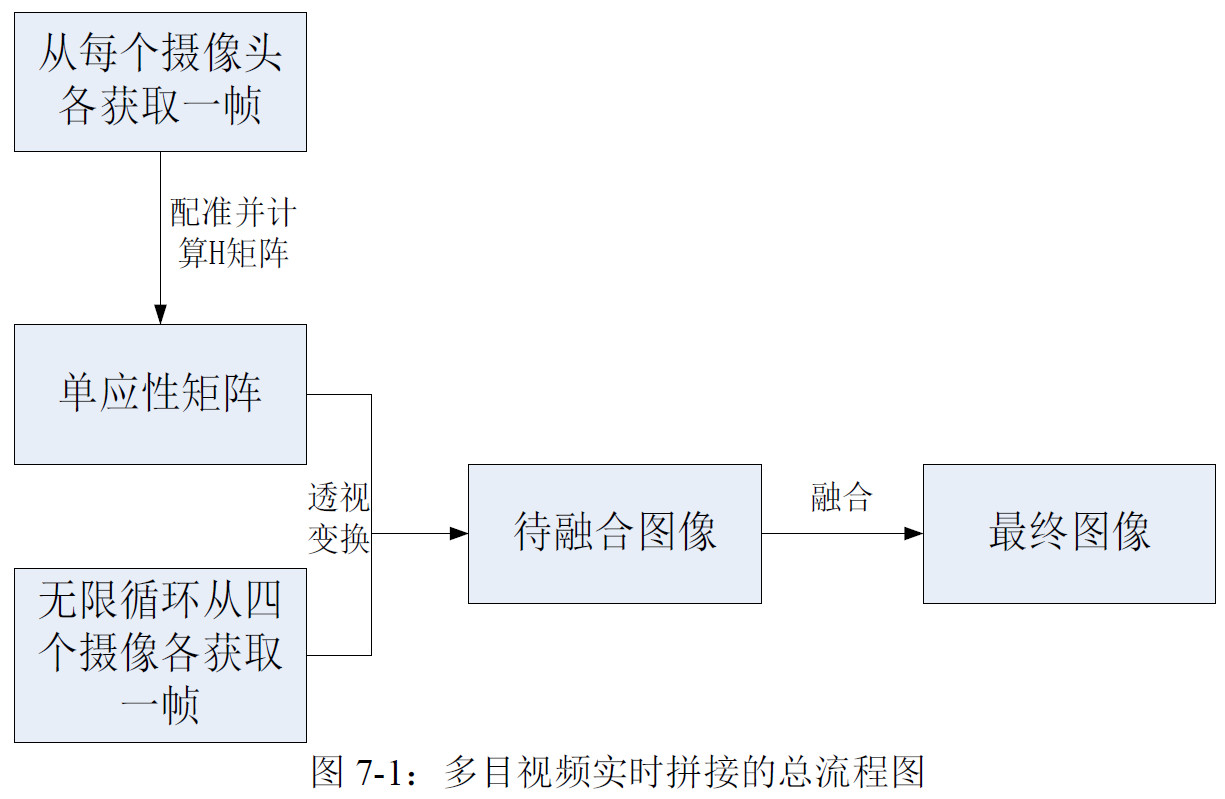 从每个摄像头
各获取一帧
配准并计
算H矩阵
单应性矩阵
透视
变换
无限循环从四
个摄像各获取
一帧
待融合图像
融合
最终图像
图 7-1：多目视频实时拼接的总流程图